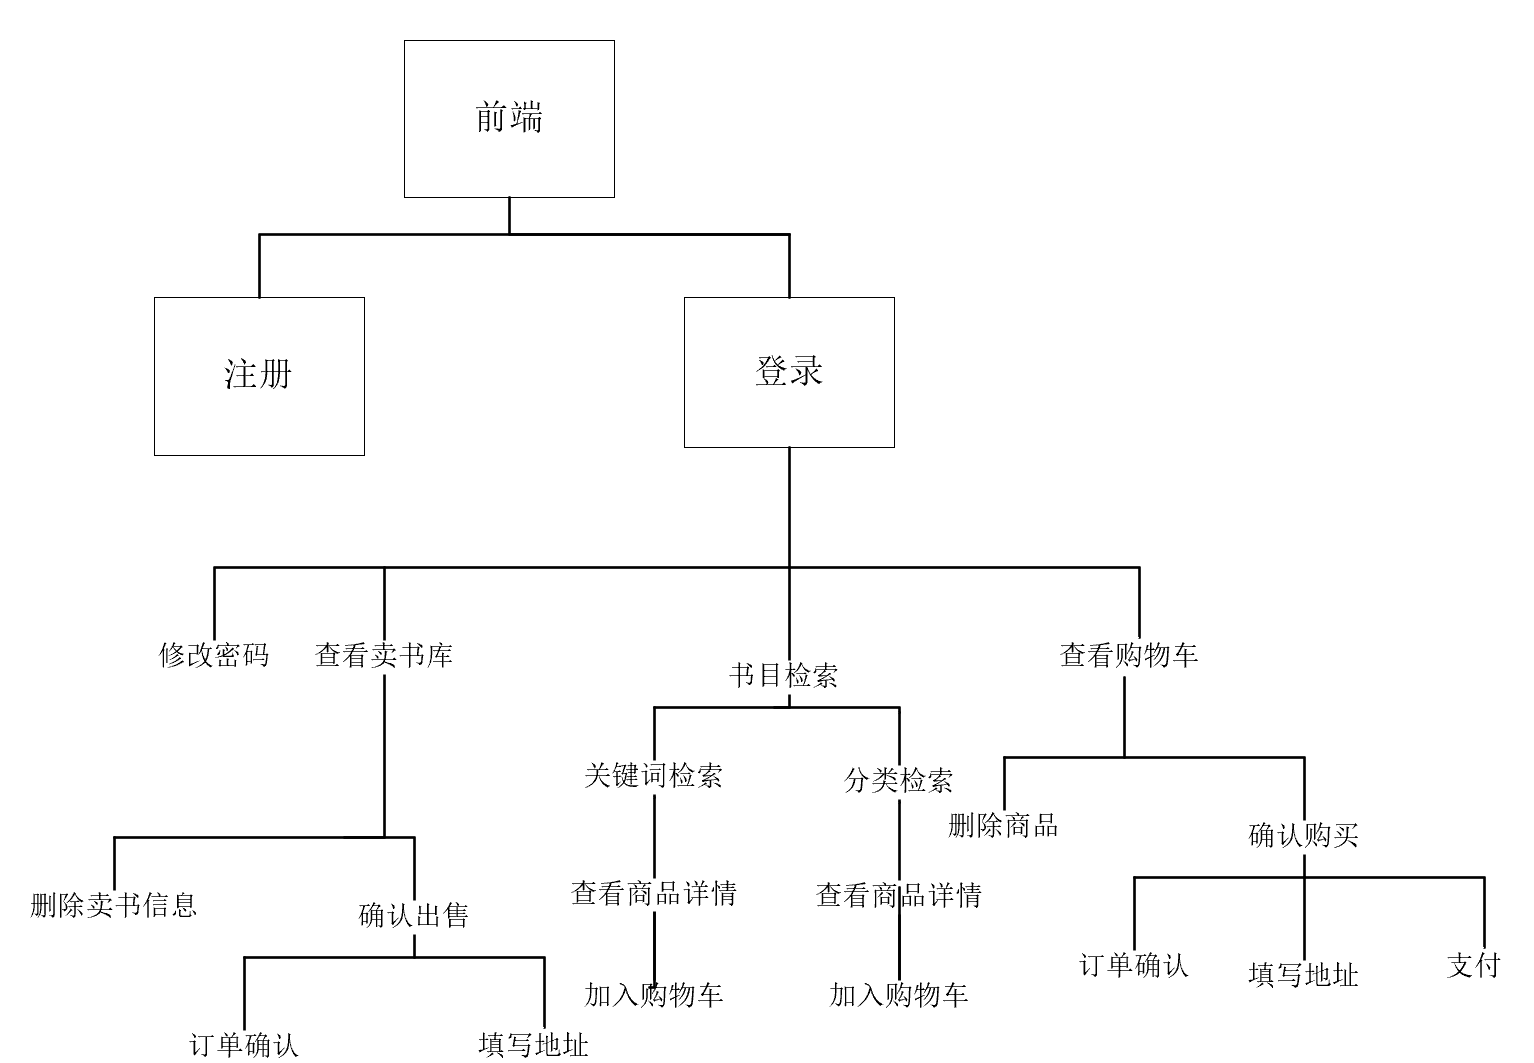 前端
注册
登录
修改密码
查看卖书库
书目检索
查看购物车
关键词检索
分类检索
删除商品
确认购买
查看商品详情
查看商品详情
删除卖书信息
确认出售
订单确认
填写地址
支付
加入购物车
加入购物车
订单确认
填写地址